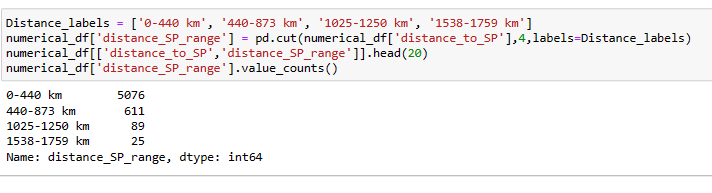 Distance_labels = ['0-440 km', '440-873 km', '1025-1250 km', '1538-1759 km']
numerical_df['distance_SP_range'] = pd.cut(numerical_df['distance_to_SP'],4,labels=Distance_labels)
numerical_df[['distance_to_SP','distance_SP_range']].head(20)
numerical_df['distance_SP_range'].value_counts()
0-440 km 5076
440-873 km 611
1025-1250 km 89
1538-1759 km 25
Name: distance_SP_range, dtype: int64